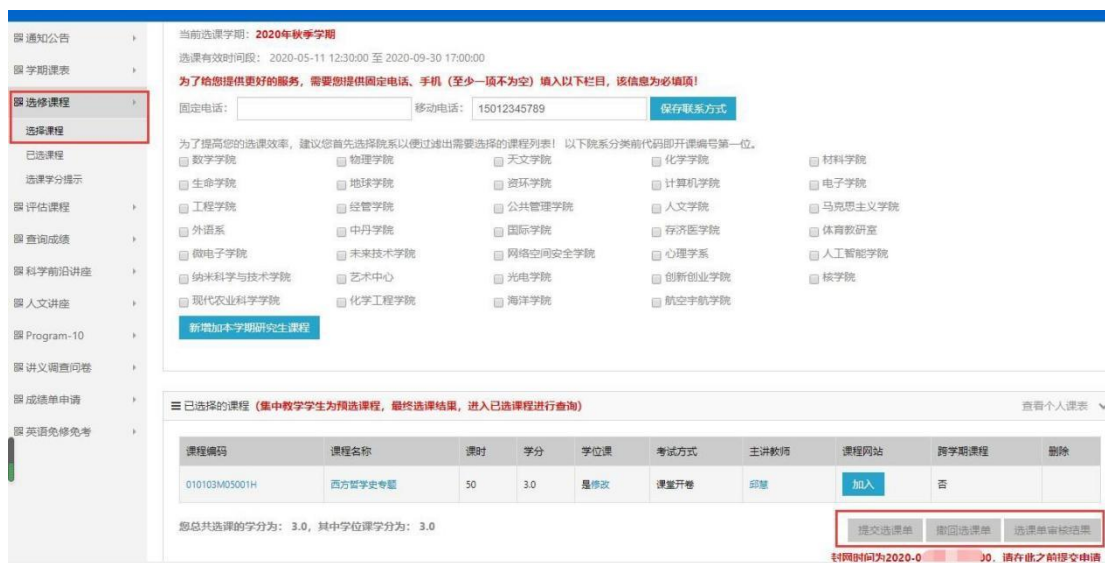 通知公告
学期课表
选修课程
选择课程
已选课程
选课学分提示
评估课程
查询成绩
科学前沿讲座
人文讲座
Program-10
讲义调查问卷
成绩单申请
英语免修免考
当前选课学期：2020年秋季学期
选课有效时间段： 2020-05-11 12:30:00 至 2020-09-30 17:00:00
为了给您提供更好的服务，需要您提供固定电话、手机（至少一项不为空）填入以下栏目，该信息为必填项！
固定电话： 移动电话： 15012345789 保存联系方式
为了提高您的选课效率，建议您首先选择院系以便过滤出需要选择的课程列表！ 以下院系分类前代码即开课编号第一位。
数学学院 物理学院 天文学院 化学学院 材料学院
生命学院 地球学院 资环学院 计算机学院 电子学院
工程学院 经管学院 公共管理学院 人文学院 马克思主义学院
外语系 中丹学院 国际学院 存济医学院 体育教研室
微电子学院 未来技术学院 网络空间安全学院 心理学系 人工智能学院
纳米科学与技术学院 艺术中心 光电学院 创新创业学院 核学院
现代农业科学学院 化学工程学院 海洋学院 航空宇航学院
新增加本学期研究生课程
已选择的课程（集中教学学生为预选课程，最终选课结果，进入已选课程进行查询） 查看个人课表
课程编码 课程名称 课时 学分 学位课 考试方式 主讲教师 课程网站 跨学期课程 删除
010103M05001H 西方哲学史专题 50 3.0 是修改 课堂开卷 邱慧 加入 否
您总共选课的学分为： 3.0，其中学位课学分为： 3.0
提交选课单 撤回选课单 选课单审核结果
封网时间为2020-0 00，请在此之前提交申请